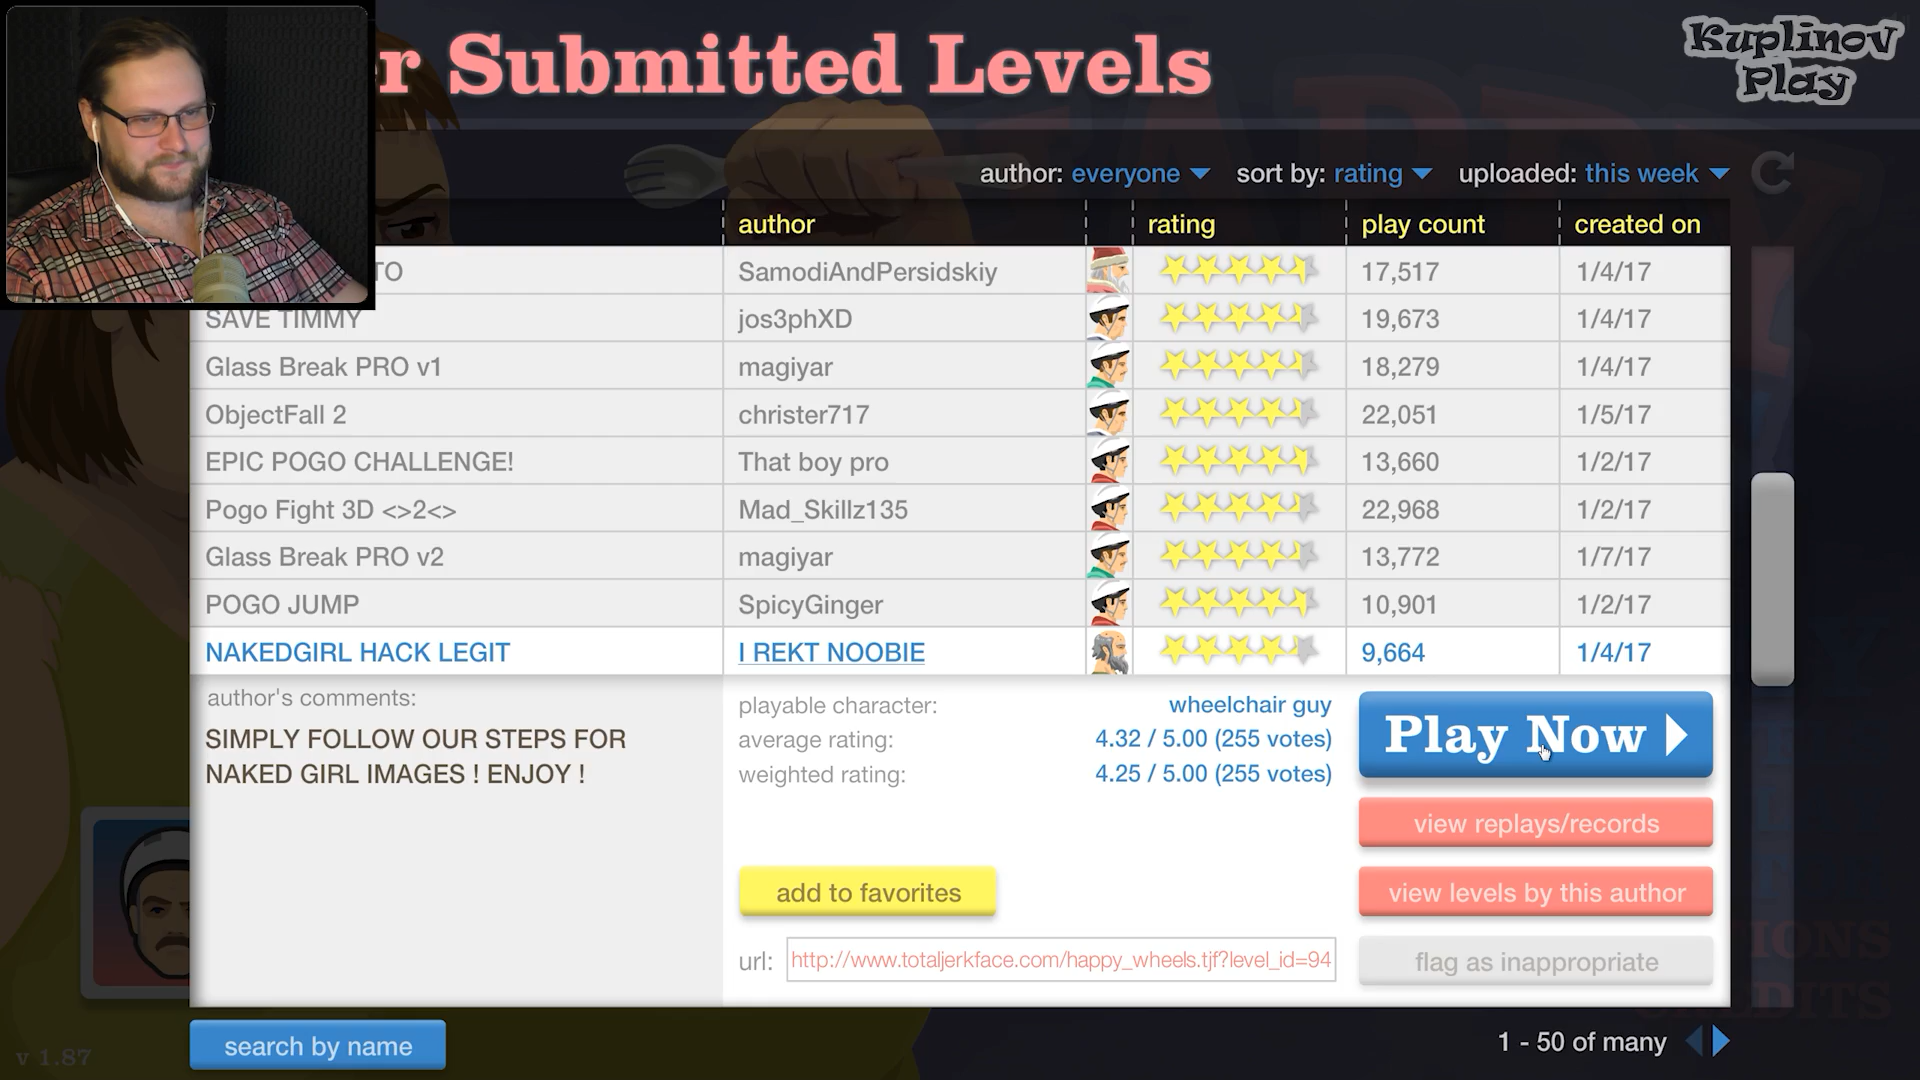 Kuplinov
Play
r Submitted Levels
author: everyone sort by: rating uploaded: this week
author rating play count created on
TO SamodiAndPersidskiy 17,517 1/4/17
SAVE TIMMY jos3phXD 19,673 1/4/17
Glass Break PRO v1 magiyar 18,279 1/4/17
ObjectFall 2 christer717 22,051 1/5/17
EPIC POGO CHALLENGE! That boy pro 13,660 1/2/17
Pogo Fight 3D <>2<> Mad_Skillz135 22,968 1/2/17
Glass Break PRO v2 magiyar 13,772 1/7/17
POGO JUMP SpicyGinger 10,901 1/2/17
NAKEDGIRL HACK LEGIT I REKT NOOBIE 9,664 1/4/17
author's comments:
SIMPLY FOLLOW OUR STEPS FOR
NAKED GIRL IMAGES ! ENJOY !
playable character: wheelchair guy
average rating: 4.32 / 5.00 (255 votes)
weighted rating: 4.25 / 5.00 (255 votes)
Play Now
view replays/records
add to favorites
view levels by this author
url: http://www.totaljerkface.com/happy_wheels.tjf?level_id=94
flag as inappropriate
search by name
1 - 50 of many
v 1.87